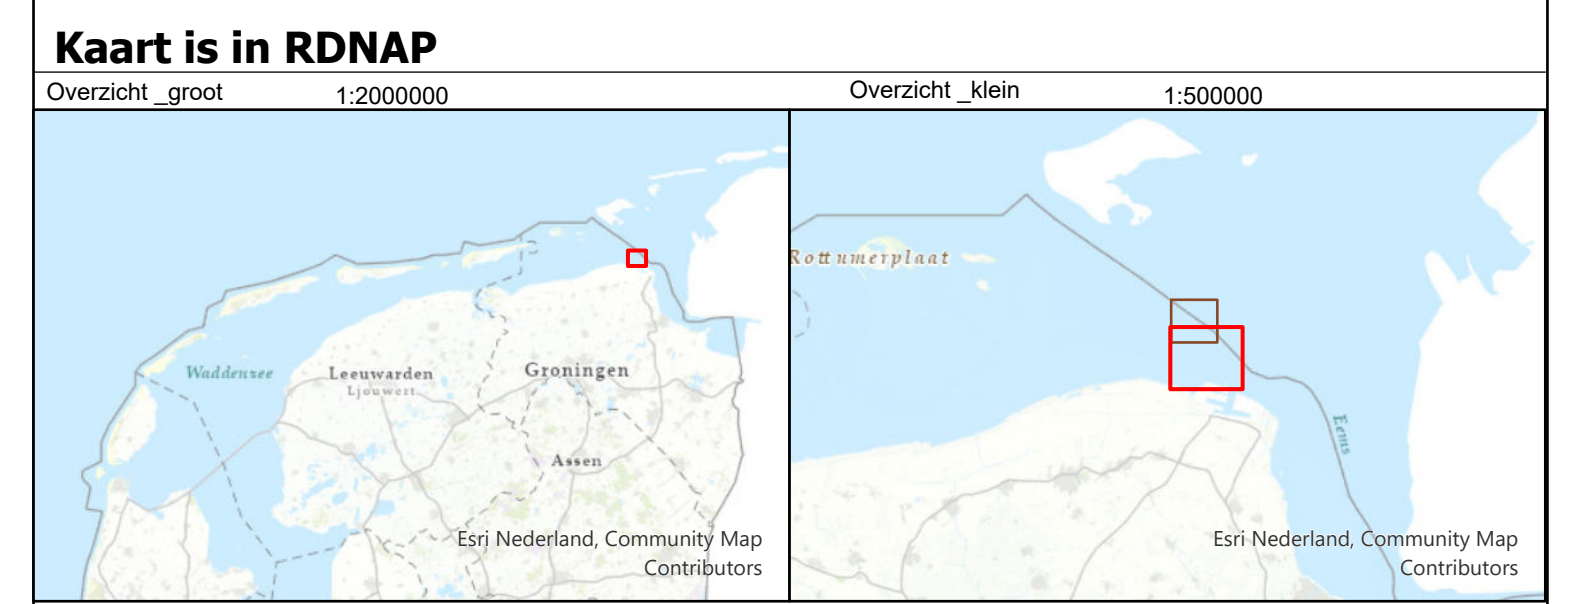 Kaart is in RDNAP
Overzicht _groot
1:2000000
Overzicht _klein
1:500000
Waddenzee
Leeuwarden
Ljouwert
Groningen
Assen
Esri Nederland, Community Map
Contributors
Rottumerplaat
Eems
Esri Nederland, Community Map
Contributors